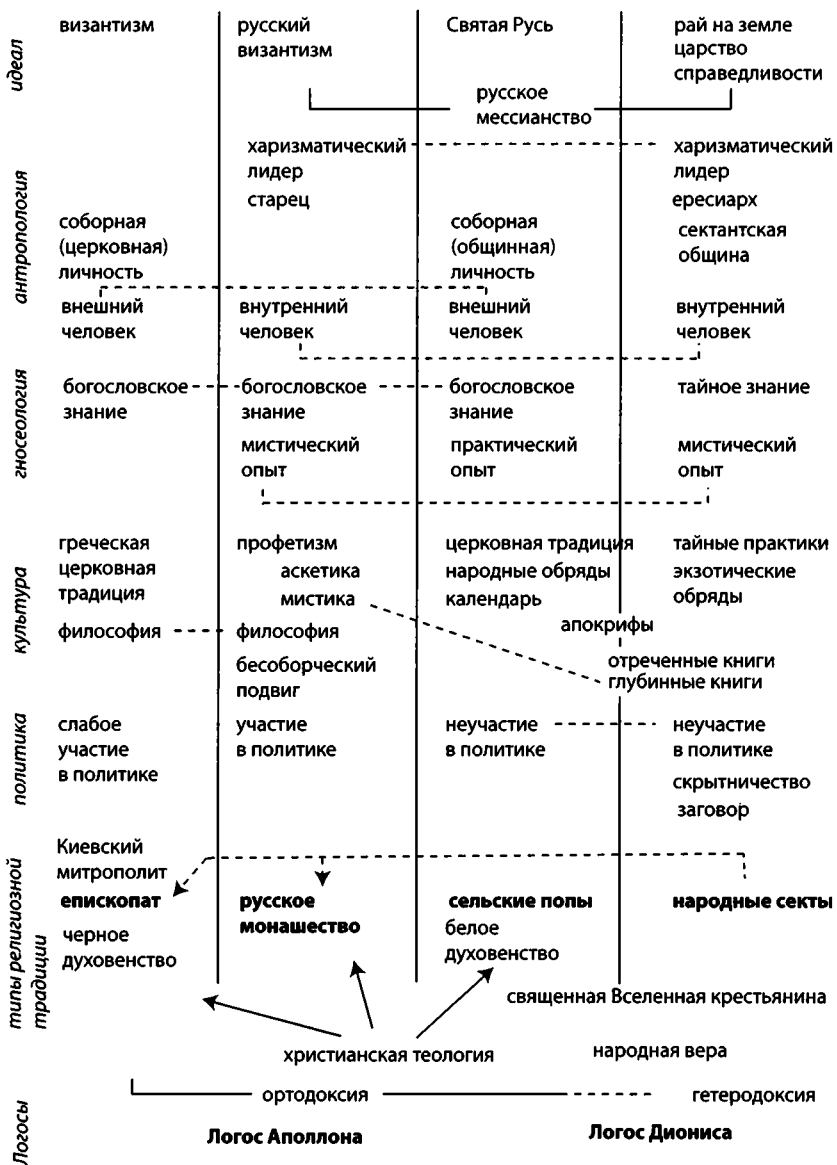 идеал
византизм
русский
византизм
Святая Русь
рай на земле
царство
справедливости
русское
мессианство
антропология
харизматический
лидер
старец
харизматический
лидер
ересиарх
соборная
(церковная)
личность
соборная
(общинная)
личность
сектантская
община
внешний
человек
внутренний
человек
внешний
человек
внутренний
человек
гносеология
богословское
знание
богословское
знание
богословское
знание
тайное знание
мистический
опыт
практический
опыт
мистический
опыт
культура
греческая
церковная
традиция
профетизм
аскетика
мистика
церковная традиция
народные обряды
календарь
тайные практики
экзотические
обряды
философия
философия
апокрифы
бесоборческий
подвиг
отреченные книги
глубинные книги
политика
слабое
участие
в политике
участие
в политике
неучастие
в политике
неучастие
в политике
скрытничество
заговор
типы религиозной
традиции
Киевский
митрополит
епископат
черное
духовенство
русское
монашество
сельские попы
белое
духовенство
народные секты
священная Вселенная крестьянина
христианская теология
народная вера
Логосы
ортодоксия
гетеродоксия
Логос Аполлона
Логос Диониса